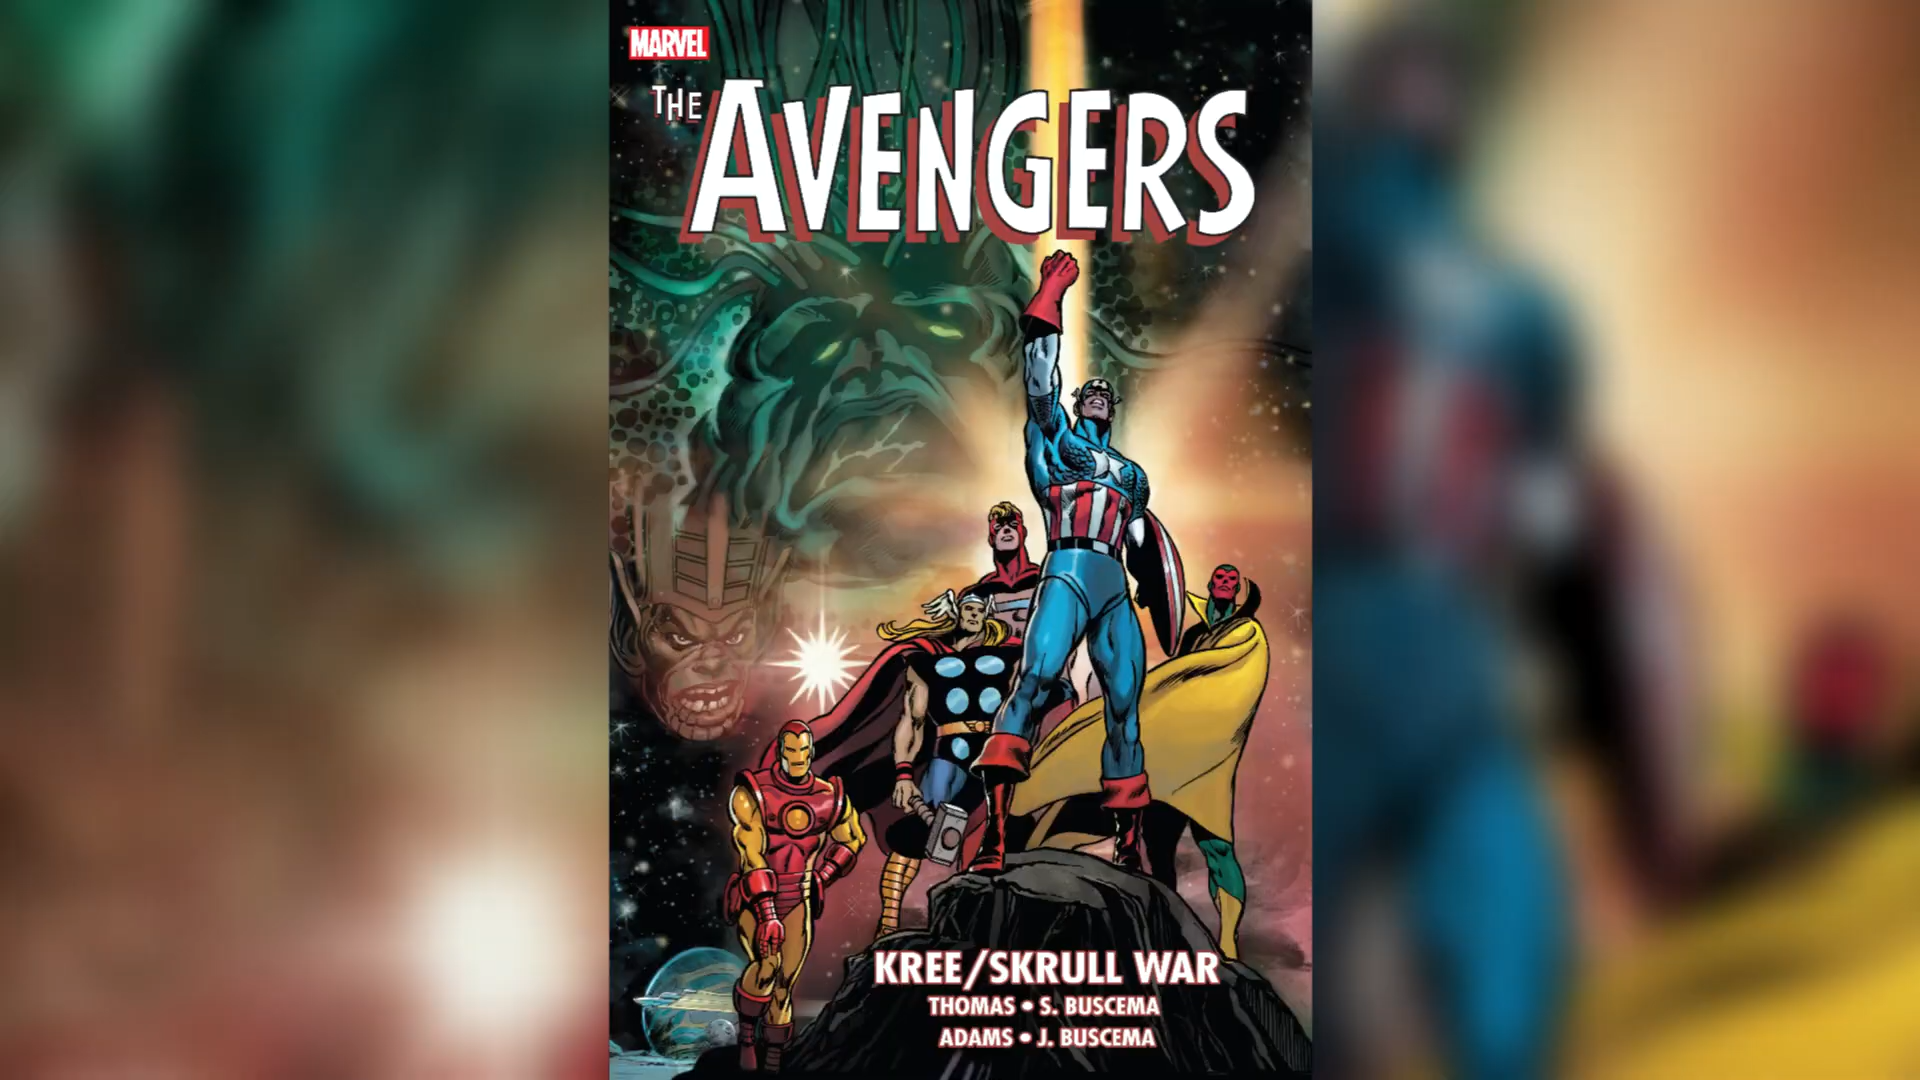 MARVEL
THE AVENGERS
KREE/SKRULL WAR
THOMAS • S. BUSCEMA
ADAMS • J. BUSCEMA